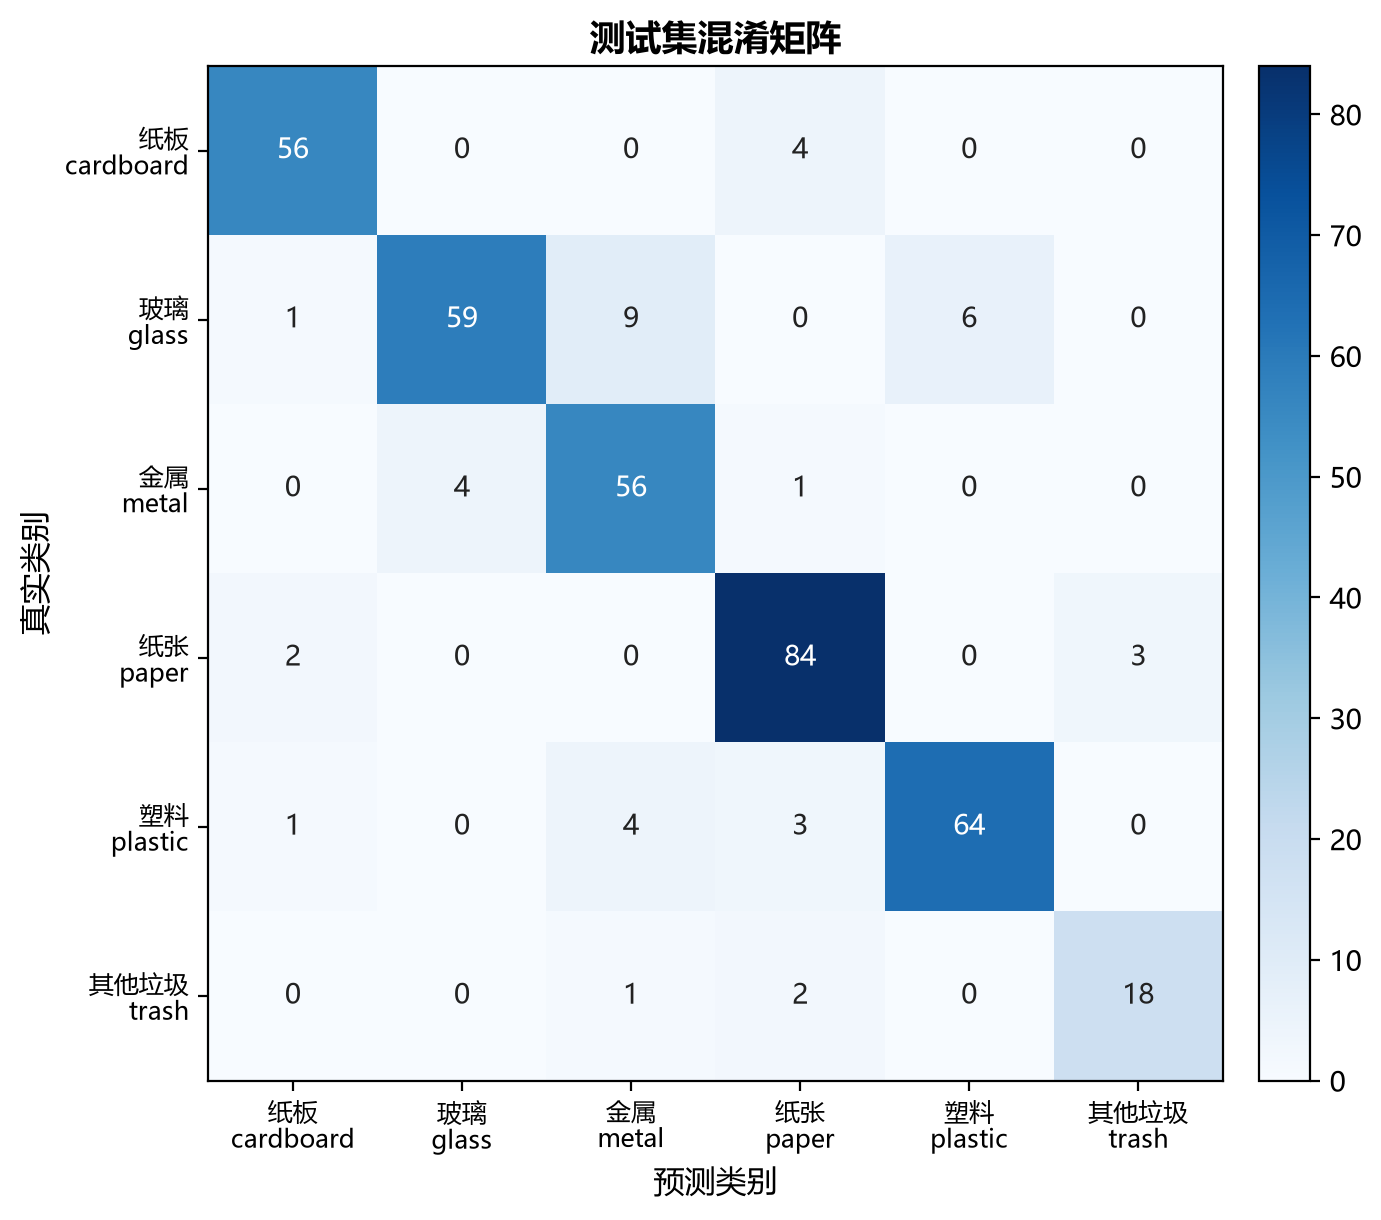 测试集混淆矩阵
纸板
cardboard
56 0 0 4 0 0
玻璃
glass
1 59 9 0 6 0
金属
metal
0 4 56 1 0 0
纸张
paper
2 0 0 84 0 3
塑料
plastic
1 0 4 3 64 0
其他垃圾
trash
0 0 1 2 0 18
真实类别
纸板 玻璃 金属 纸张 塑料 其他垃圾
cardboard glass metal paper plastic trash
预测类别
80
70
60
50
40
30
20
10
0